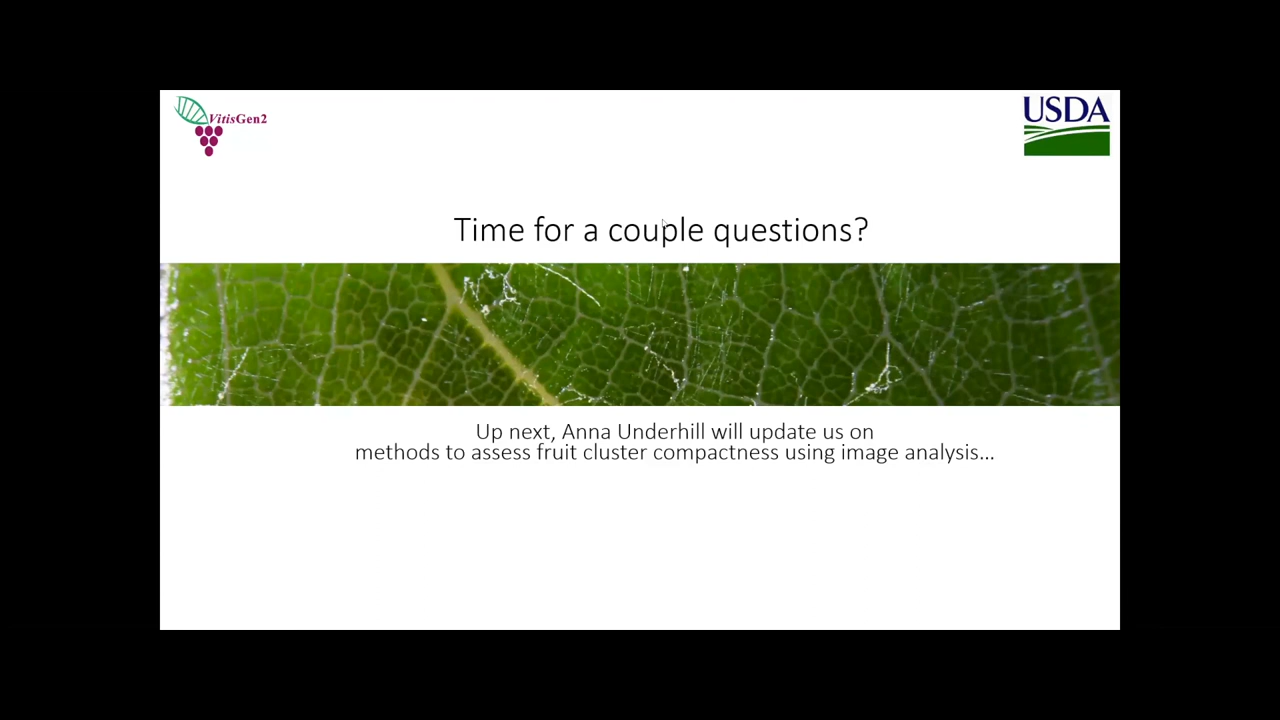 VitisGen2
USDA
Time for a couple questions?
Up next, Anna Underhill will update us on
methods to assess fruit cluster compactness using image analysis...